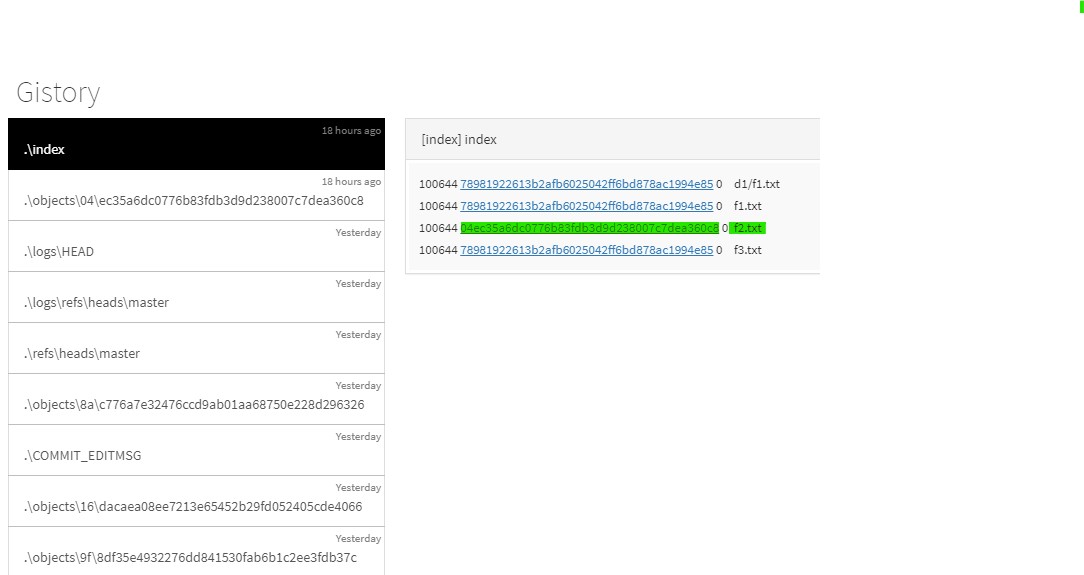 Gistory
18 hours ago
.\index
18 hours ago
.\objects\04\ec35a6dc0776b83fdb3d9d238007c7dea360c8
Yesterday
.\logs\HEAD
Yesterday
.\logs\refs\heads\master
Yesterday
.\refs\heads\master
Yesterday
.\objects\8a\c776a7e32476ccd9ab01aa68750e228d296326
Yesterday
.\COMMIT_EDITMSG
Yesterday
.\objects\16\dacaea08ee7213e65452b29fd052405cde4066
Yesterday
.\objects\9f\8df35e4932276dd841530fab6b1c2ee3fdb37c
[index] index
100644 78981922613b2afb6025042ff6bd878ac1994e85 0 d1/f1.txt
100644 78981922613b2afb6025042ff6bd878ac1994e85 0 f1.txt
100644 04ec35a6dc0776b83fdb3d9d238007c7dea360c8 0 f2.txt
100644 78981922613b2afb6025042ff6bd878ac1994e85 0 f3.txt